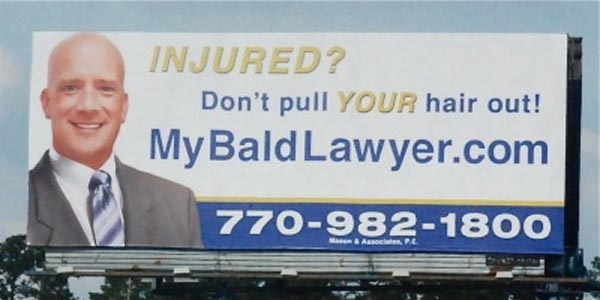 INJURED?
Don't pull YOUR hair out!
MyBaldLawyer.com
770-982-1800
Mason & Associates, P.C.